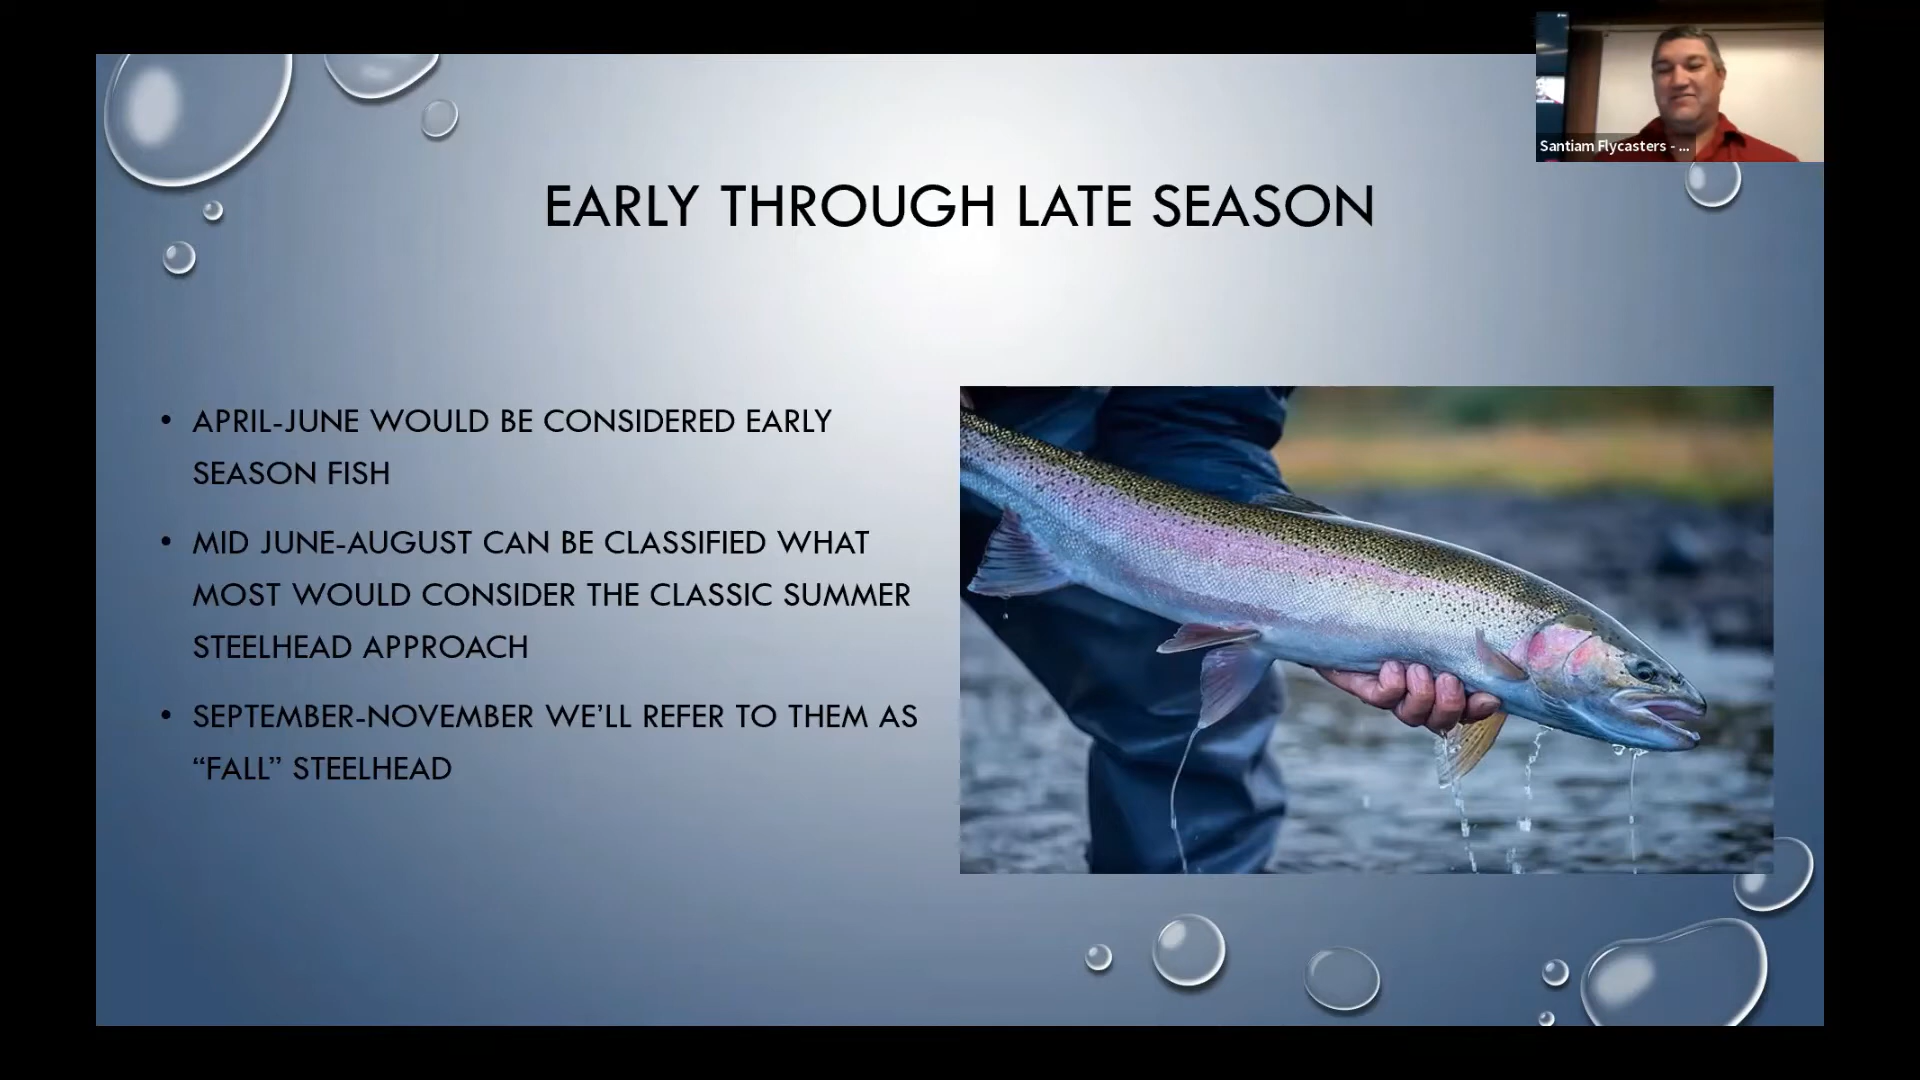 Santiam Flycasters - ...
EARLY THROUGH LATE SEASON
• APRIL-JUNE WOULD BE CONSIDERED EARLY
SEASON FISH
• MID JUNE-AUGUST CAN BE CLASSIFIED WHAT
MOST WOULD CONSIDER THE CLASSIC SUMMER
STEELHEAD APPROACH
• SEPTEMBER-NOVEMBER WE’LL REFER TO THEM AS
“FALL” STEELHEAD